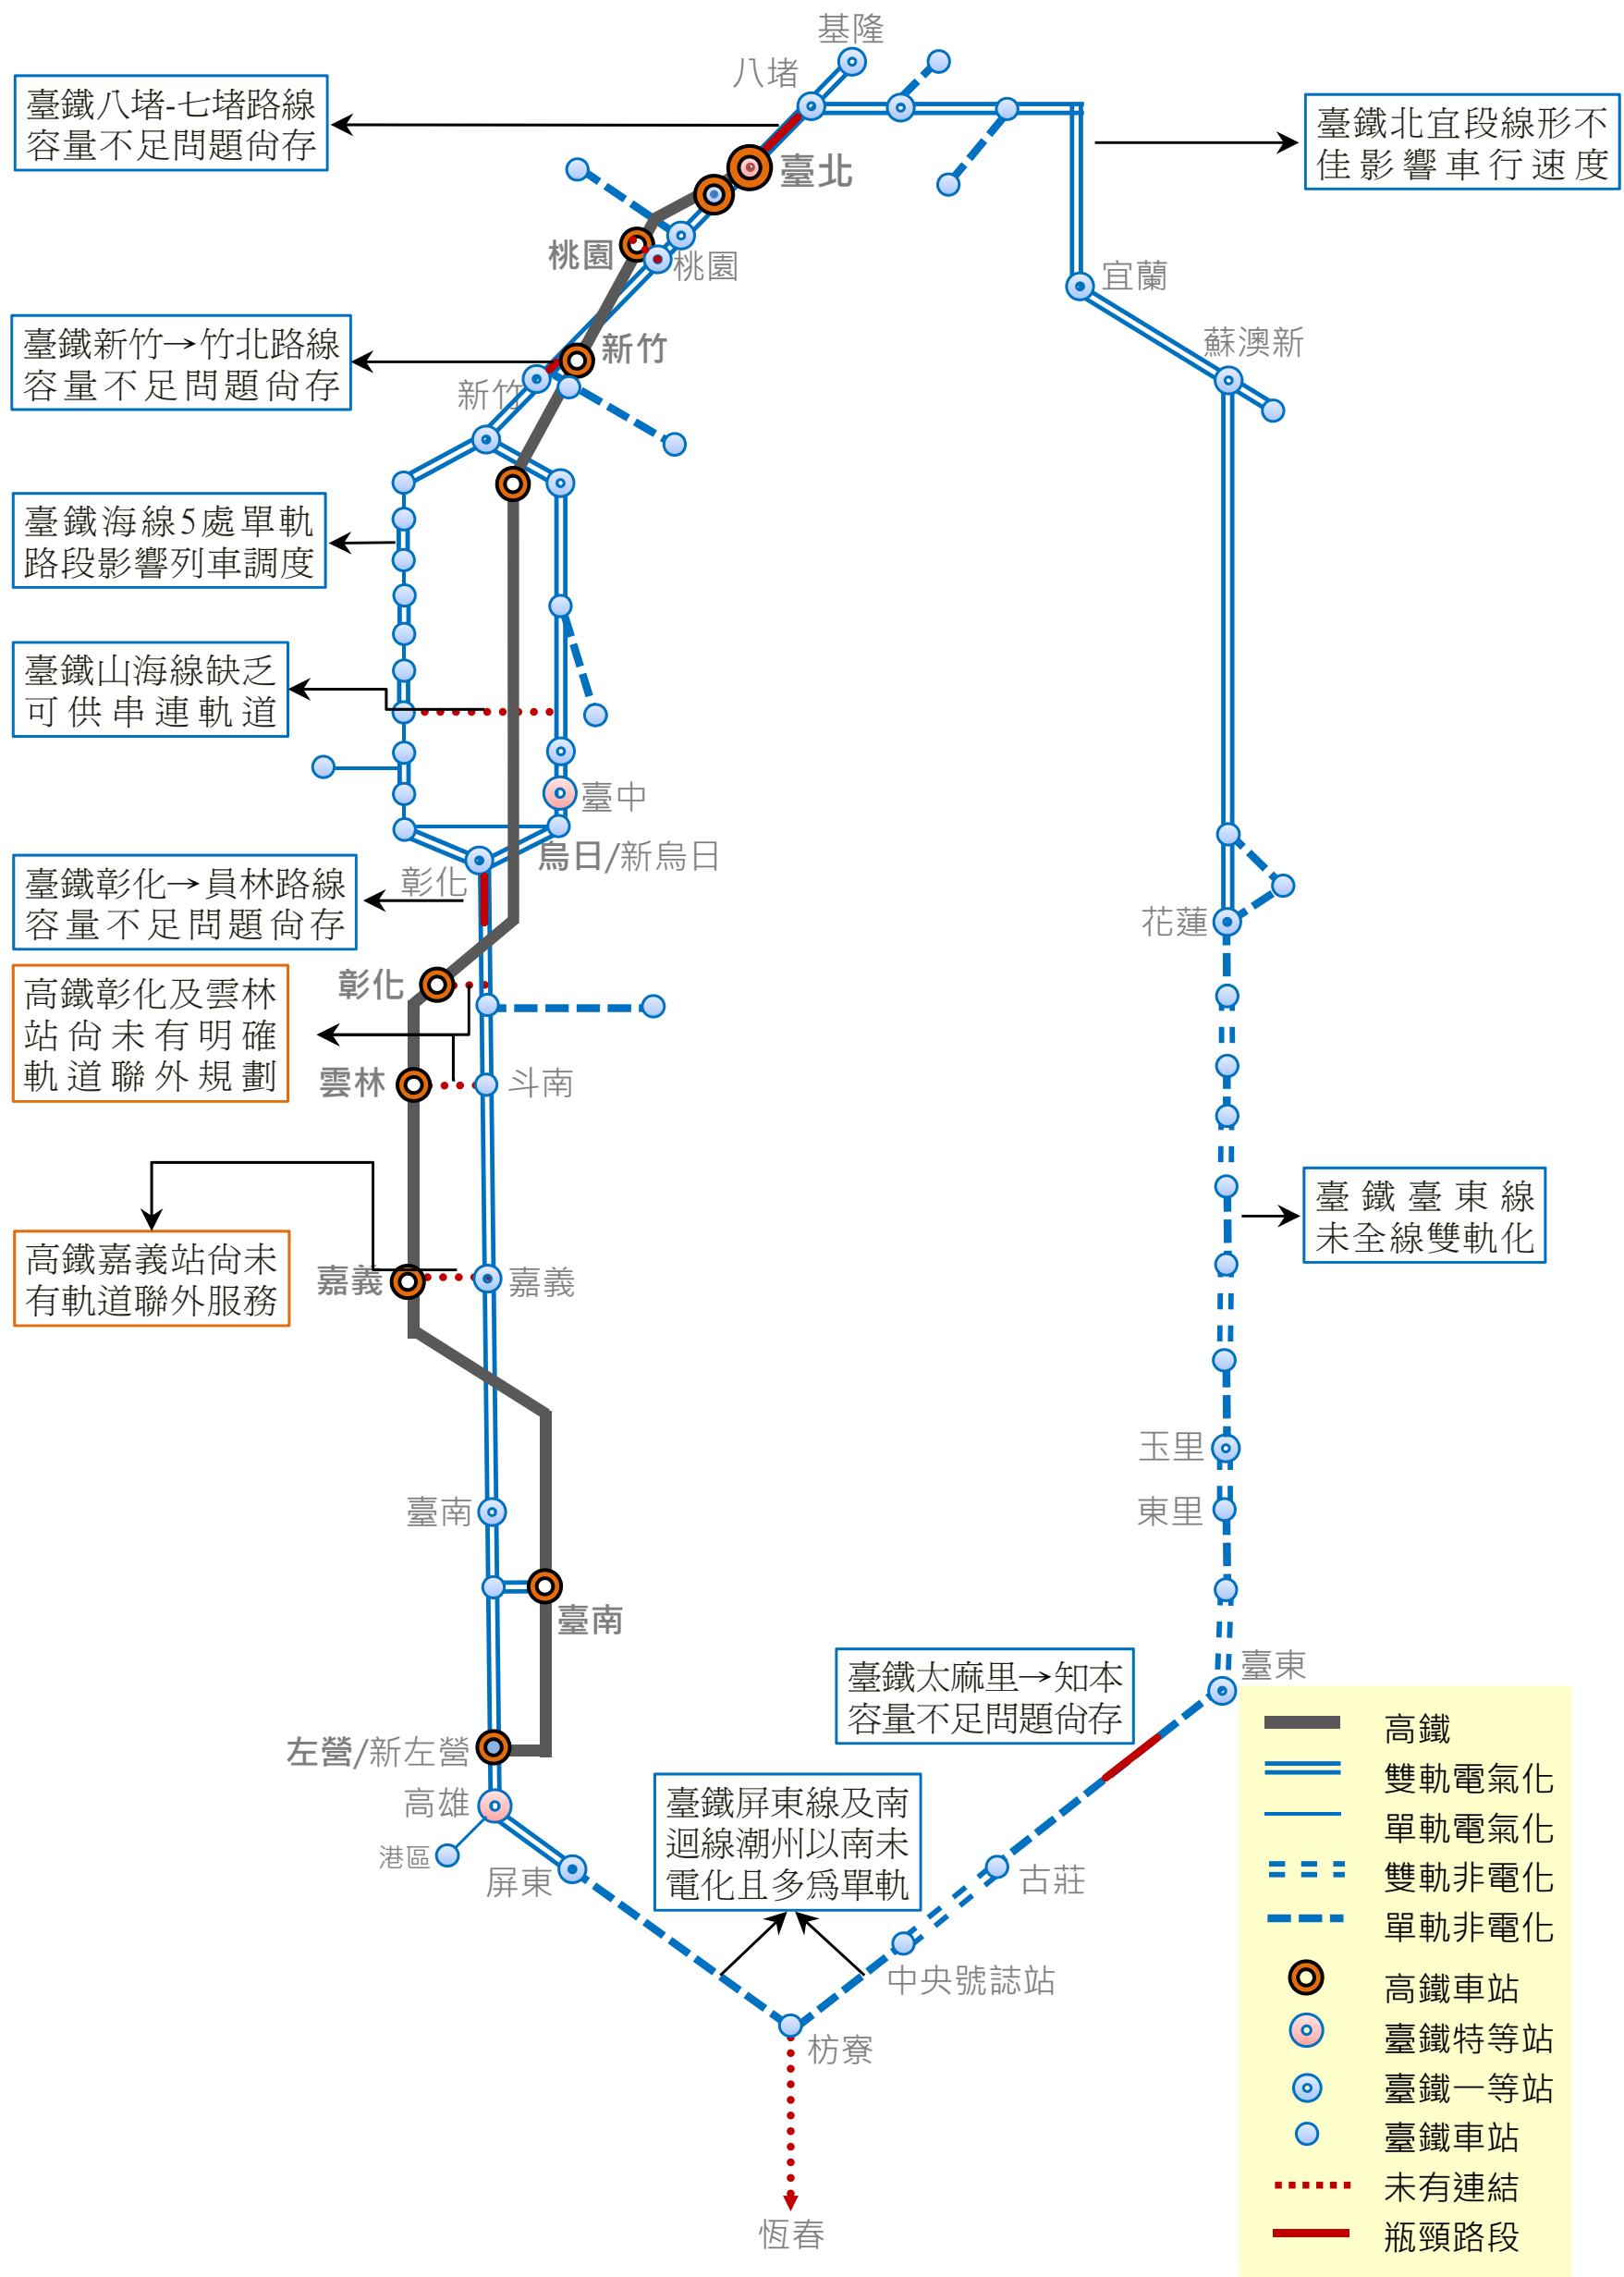 基隆
八堵
臺鐵八堵-七堵路線
容量不足問題尚存
臺鐵北宜段線形不
佳影響車行速度
臺北
桃園
桃園
宜蘭
臺鐵新竹→竹北路線
容量不足問題尚存
新竹
新竹
蘇澳新
臺鐵海線5處單軌
路段影響列車調度
臺鐵山海線缺乏
可供串連軌道
臺中
烏日/新烏日
臺鐵彰化→員林路線
容量不足問題尚存
彰化
花蓮
高鐵彰化及雲林
站尚未有明確
軌道聯外規劃
彰化
雲林
斗南
臺鐵臺東線
未全線雙軌化
高鐵嘉義站尚未
有軌道聯外服務
嘉義
嘉義
玉里
臺南
東里
臺南
臺鐵太麻里→知本
容量不足問題尚存
臺東
左營/新左營
高雄
港區
屏東
臺鐵屏東線及南
迴線潮州以南未
電化且多為單軌
古莊
中央號誌站
枋寮
恆春
高鐵
雙軌電氣化
單軌電氣化
雙軌非電化
單軌非電化
高鐵車站
臺鐵特等站
臺鐵一等站
臺鐵車站
未有連結
瓶頸路段